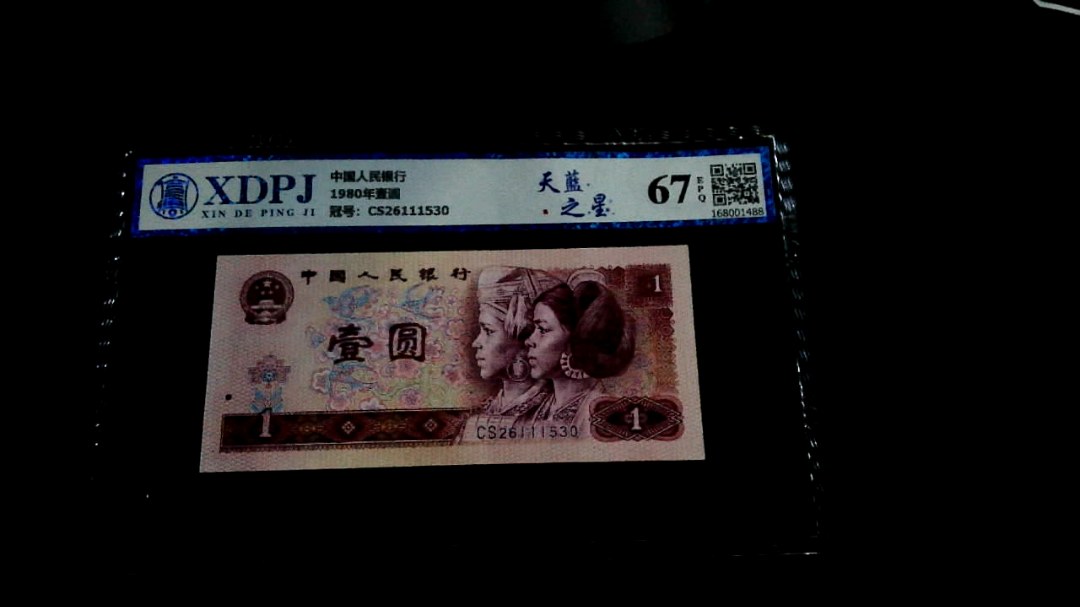 XDPJ
XIN DE PING JI
中國人民銀行
1980年壹圓
冠号: CS26111530
天蓝
之星
67
EPQ
168001488
中国人民银行
1
壹圆
1
CS26111530
1